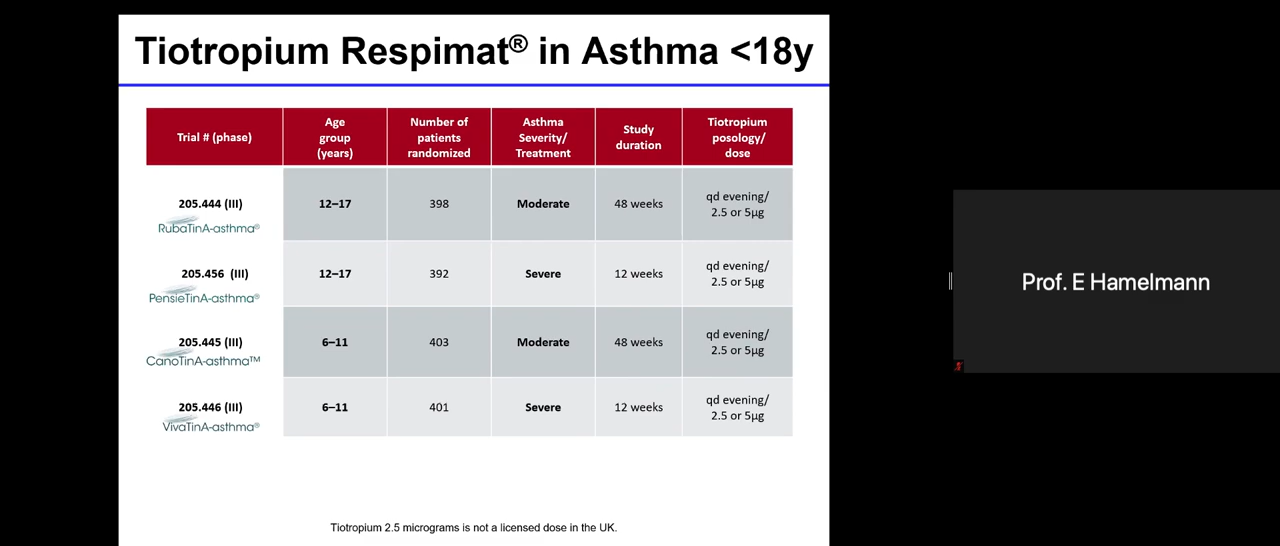 Tiotropium Respimat® in Asthma <18y
Trial # (phase)
Age
group
(years)
Number of
patients
randomized
Asthma
Severity/
Treatment
Study
duration
Tiotropium
posology/
dose
205.444 (III)
RubaTinA-asthma®
12–17
398
Moderate
48 weeks
qd evening/
2.5 or 5µg
205.456 (III)
PensieTinA-asthma®
12–17
392
Severe
12 weeks
qd evening/
2.5 or 5µg
205.445 (III)
CanoTinA-asthma™
6–11
403
Moderate
48 weeks
qd evening/
2.5 or 5µg
205.446 (III)
VivaTinA-asthma®
6–11
401
Severe
12 weeks
qd evening/
2.5 or 5µg
Tiotropium 2.5 micrograms is not a licensed dose in the UK.
Prof. E Hamelmann